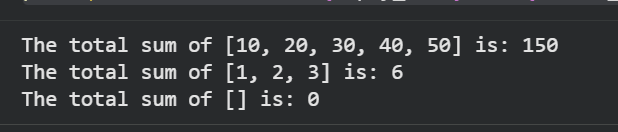 The total sum of [10, 20, 30, 40, 50] is: 150
The total sum of [1, 2, 3] is: 6
The total sum of [] is: 0